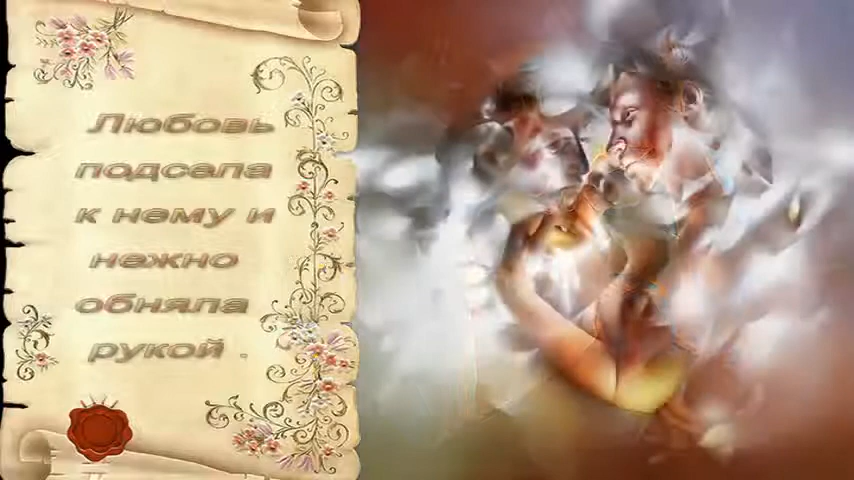 Любовь
подсела
к нему и
нежно
обняла
рукой .